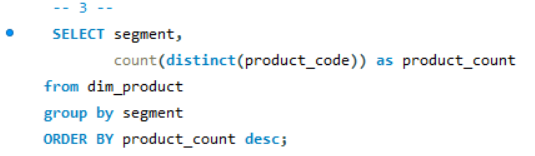 -- 3 --
SELECT segment,
count(distinct(product_code)) as product_count
from dim_product
group by segment
ORDER BY product_count desc;